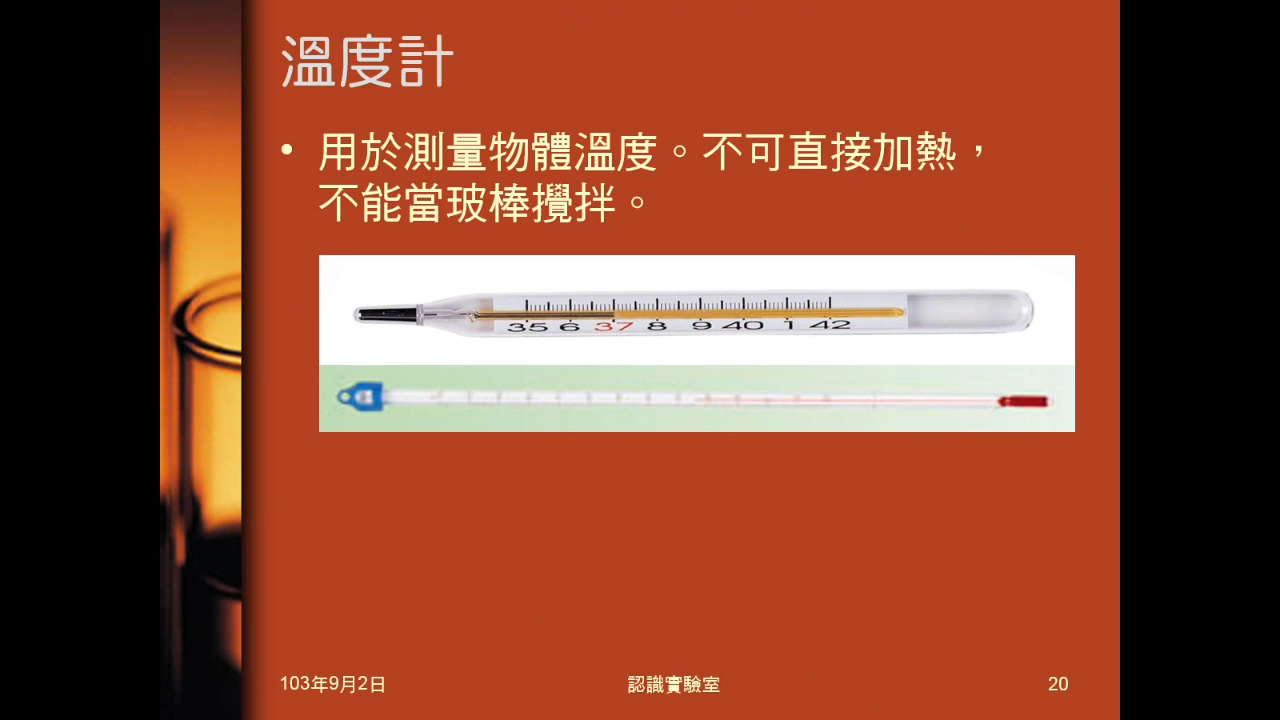 溫度計
• 用於測量物體溫度。不可直接加熱，
不能當玻棒攪拌。
35 6 37 8 9 40 1 42
103年9月2日 認識實驗室 20